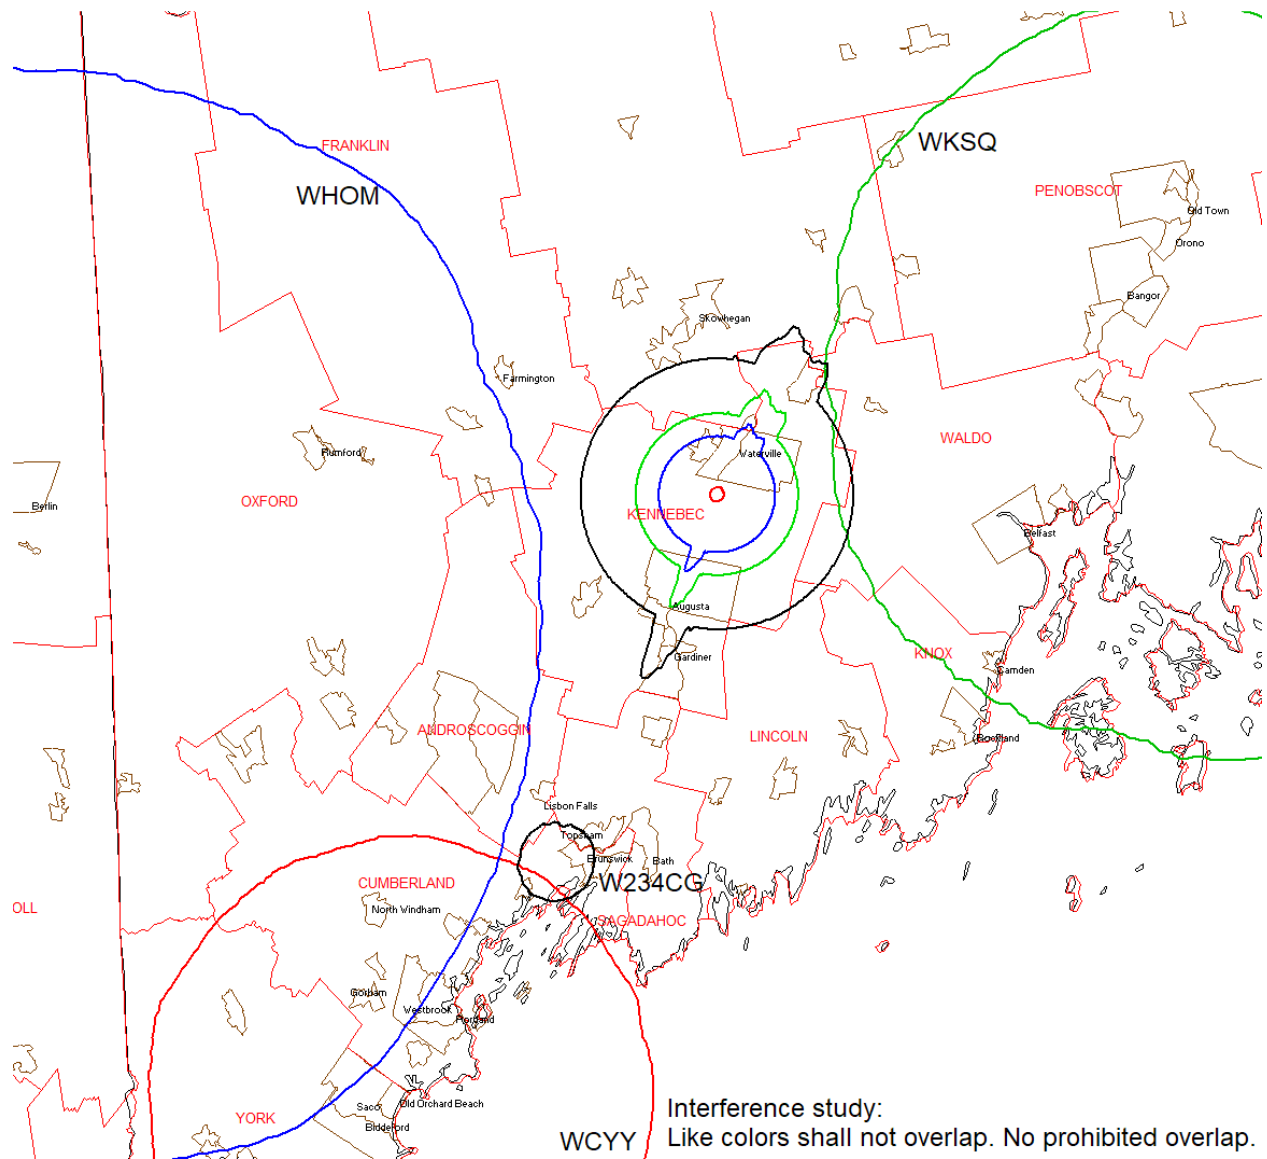 WKSQ
FRANKLIN
WHOM
PENOBSCOT
Old Town
Orono
Bangor
Skowhegan
Farmington
WALDO
Rumford
Waterville
OXFORD
Berlin
KENNEBEC
Belfast
Augusta
KNOX
Gardiner
Camden
ANDROSCOGGIN
LINCOLN
Rockland
Lisbon Falls
Topsham
Brunswick
Bath
CUMBERLAND
W234CG
North Windham
OLL
SAGADAHOC
Gorham
Westbrook
Portland
Saco
Old Orchard Beach
YORK
Biddeford
WCYY
Interference study:
Like colors shall not overlap. No prohibited overlap.